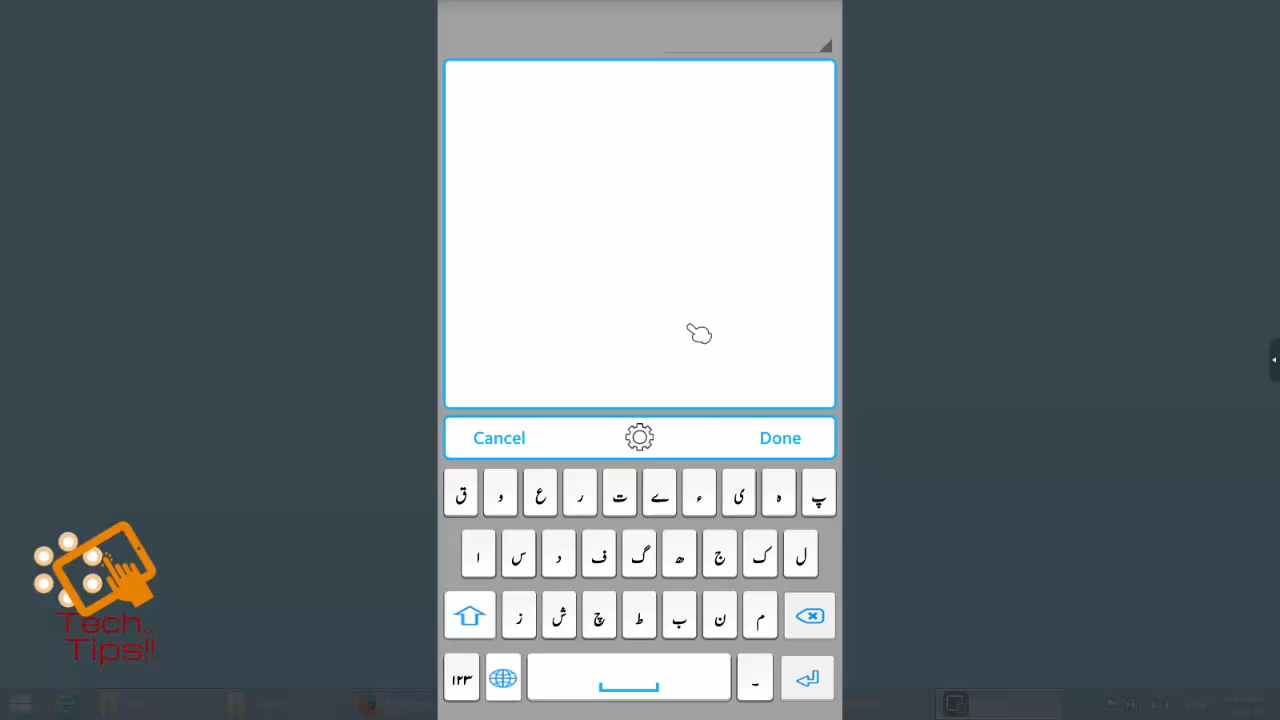 Cancel Done
ق و ع ر ت ے ء ی ہ پ
ا س د ف گ ھ ج ک ل
ز ش چ ط ب ن م
۱۲۳ ۔
Tech..
Tips!!